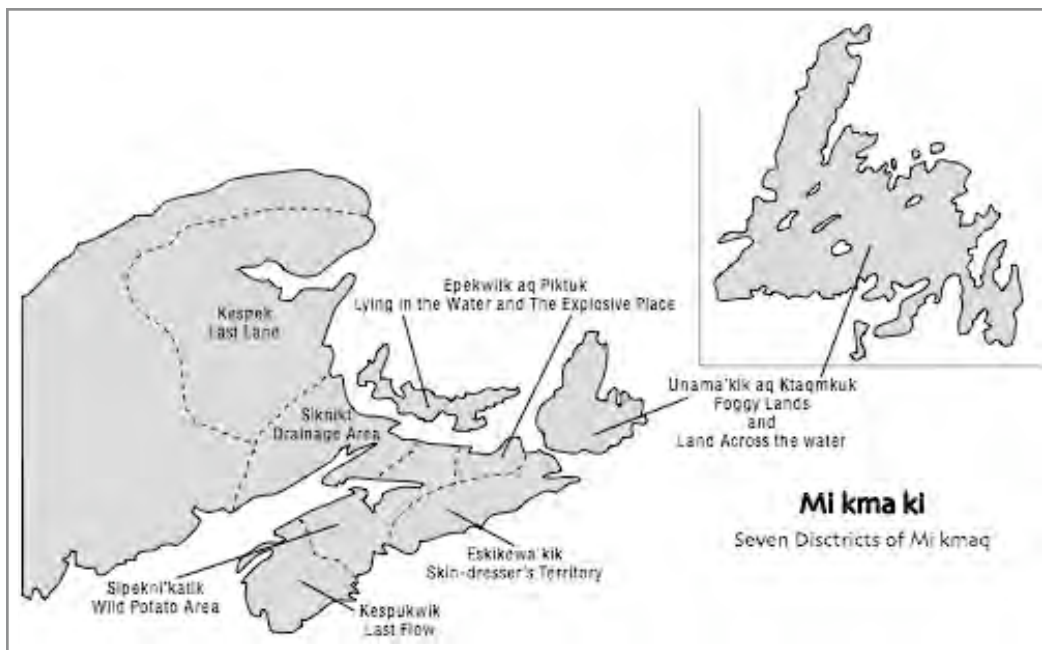 Epekwilk aq Piktuk
Lying in the Water and The Explosive Place
Kespek
Last Land
Unama'kik aq Ktaqmkuk
Foggy Lands
and
Land Across the water
Siknikt
Drainage Area
Mi kma ki
Seven Disctricts of Mi kmaq
Eskikewa'kik
Skin-dresser's Territory
Sipekni'katik
Wild Potato Area
Kespukwik
Last Flow